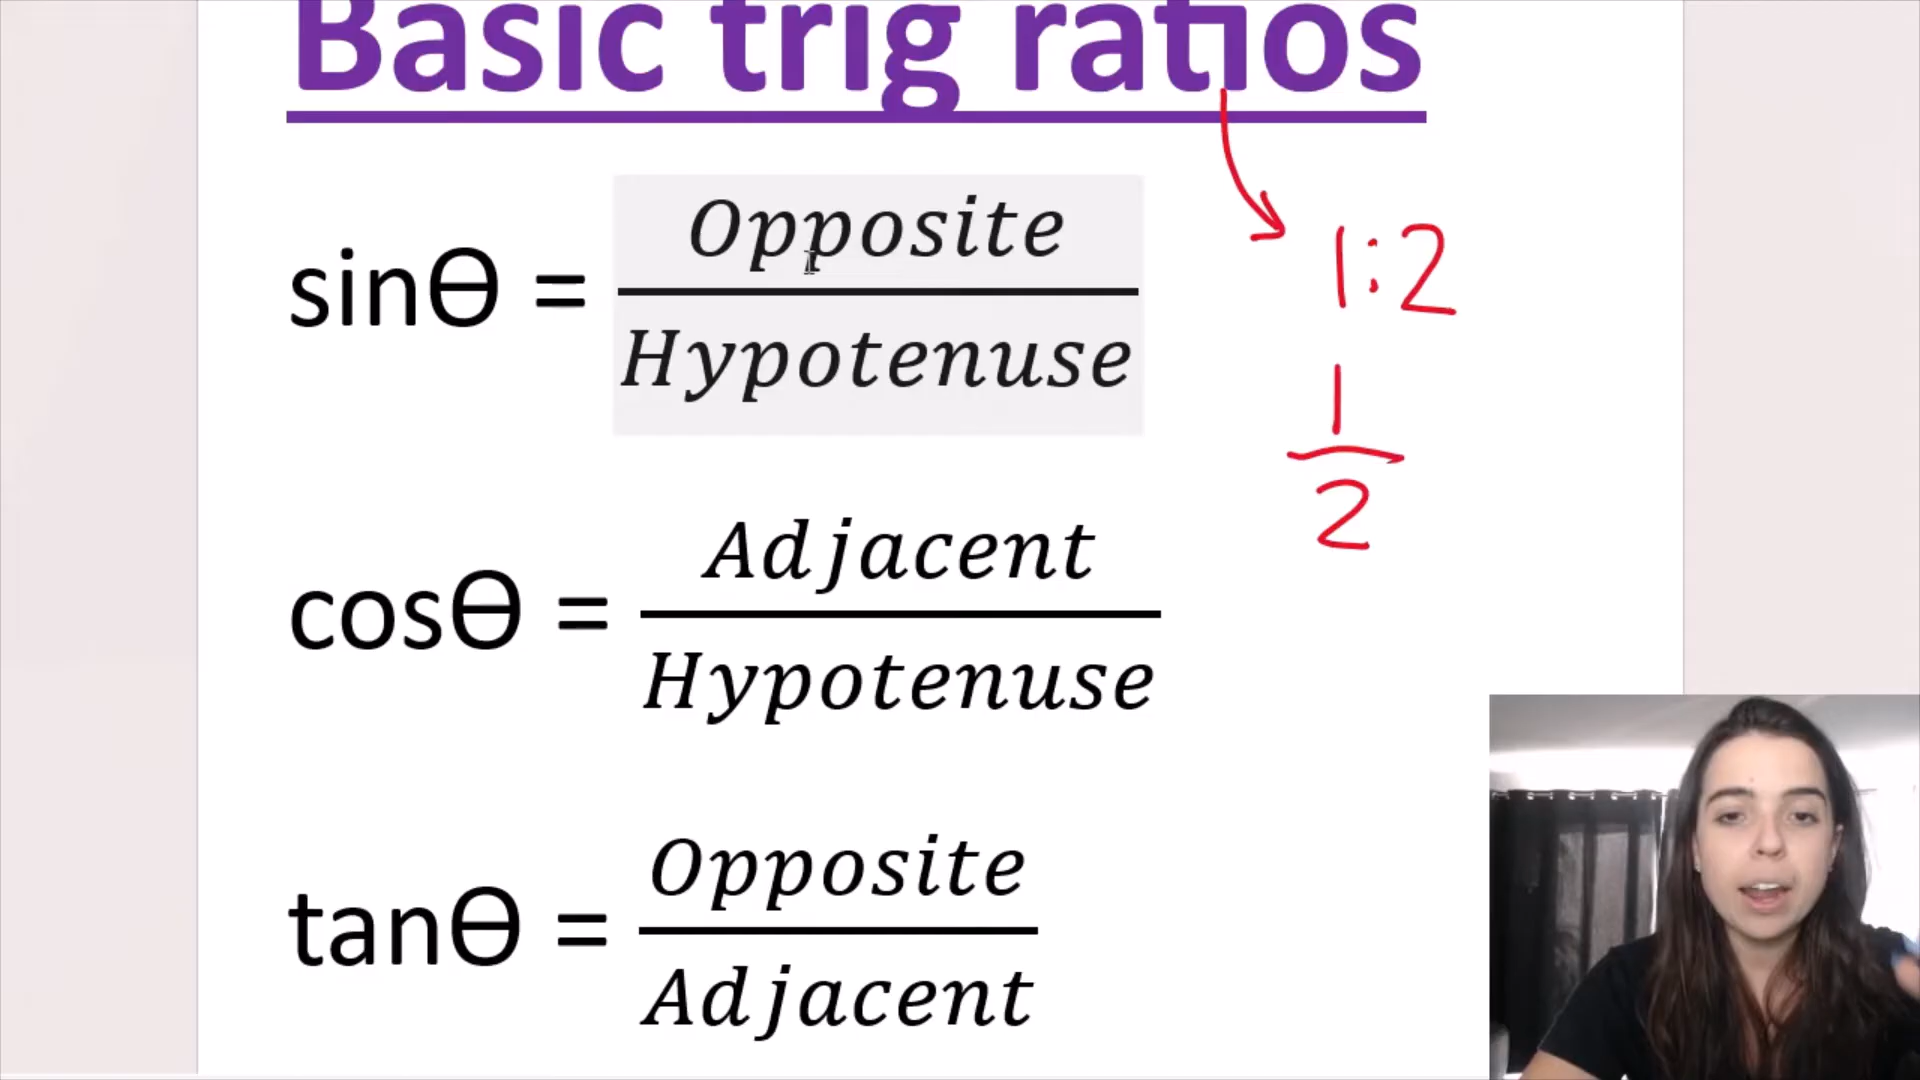 Basic trig ratios
sinΘ = Opposite / Hypotenuse
1:2
1 / 2
cosΘ = Adjacent / Hypotenuse
tanΘ = Opposite / Adjacent